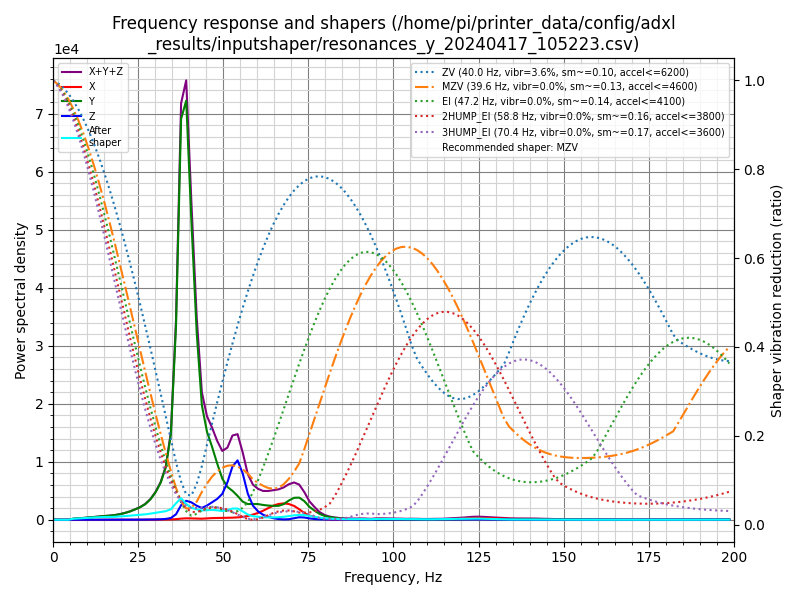 Frequency response and shapers (/home/pi/printer_data/config/adxl
_results/inputshaper/resonances_y_20240417_105223.csv)
1e4
X+Y+Z
X
Y
Z
After
shaper
ZV (40.0 Hz, vibr=3.6%, sm~=0.10, accel<=6200)
MZV (39.6 Hz, vibr=0.0%, sm~=0.13, accel<=4600)
EI (47.2 Hz, vibr=0.0%, sm~=0.14, accel<=4100)
2HUMP_EI (58.8 Hz, vibr=0.0%, sm~=0.16, accel<=3800)
3HUMP_EI (70.4 Hz, vibr=0.0%, sm~=0.17, accel<=3600)
Recommended shaper: MZV
Power spectral density
7
6
5
4
3
2
1
0
1.0
0.8
0.6
0.4
0.2
0.0
Shaper vibration reduction (ratio)
0 25 50 75 100 125 150 175 200
Frequency, Hz